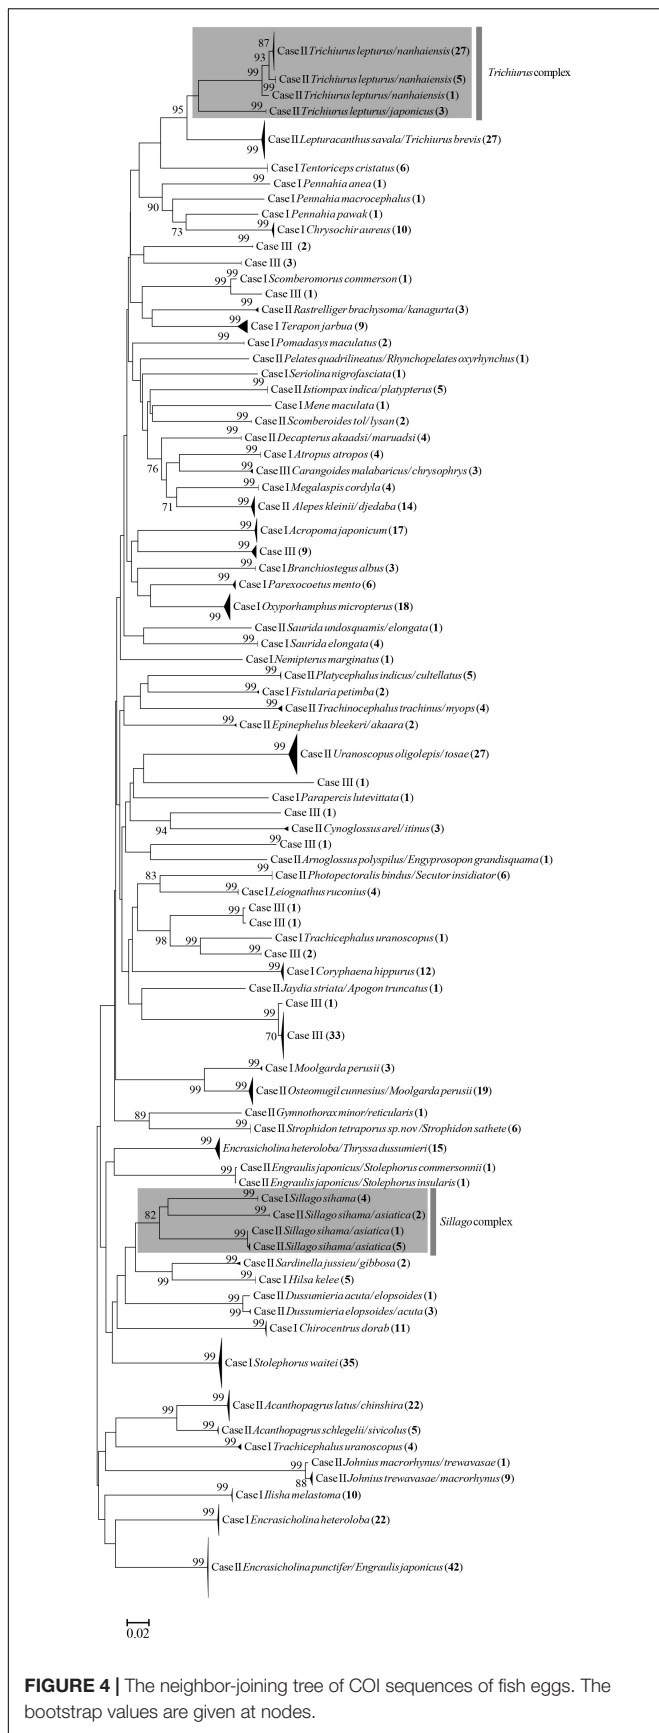 87
Case II Trichiurus lepturus/nanhaiensis (27)
93
99
Case II Trichiurus lepturus/nanhaiensis (5)
Trichiurus complex
99
Case II Trichiurus lepturus/nanhaiensis (1)
99
Case II Trichiurus lepturus/japonicus (3)
95
Case II Lepturacanthus savala/Trichiurus brevis (27)
99
99
Case I Tentoriceps cristatus (6)
99
Case I Pennahia anea (1)
90
Case I Pennahia macrocephalus (1)
Case I Pennahia pawak (1)
73
99
Case I Chrysochir aureus (10)
99
Case III (2)
99
Case III (3)
99
99
Case I Scomberomorus commerson (1)
Case III (1)
99
Case II Rastrelliger brachysoma/kanagurta (3)
99
Case I Terapon jarbua (9)
99
Case I Pomadasys maculatus (2)
Case II Pelates quadrilineatus/Rhynchopelates oxyrhynchus (1)
Case I Seriolina nigrofasciata (1)
99
Case II Istiompax indica/platypterus (5)
Case I Mene maculata (1)
99
Case II Scomberoides tol/lysan (2)
99
Case II Decapterus akaadsi/maruadsi (4)
76
99
Case I Atropus atropos (4)
99
Case III Carangoides malabaricus/chrysophrys (3)
99
Case I Megalaspis cordyla (4)
71
99
Case II Alepes kleinii/djedaba (14)
99
Case I Acropoma japonicum (17)
99
Case III (9)
99
Case I Branchiostegus albus (3)
99
Case I Parexocoetus mento (6)
99
Case I Oxyporhamphus micropterus (18)
Case II Saurida undosquamis/elongata (1)
99
Case I Saurida elongata (4)
Case I Nemipterus marginatus (1)
99
Case II Platycephalus indicus/cultellatus (5)
99
Case I Fistularia petimba (2)
99
Case II Trachinocephalus trachinus/myops (4)
99
Case II Epinephelus bleekeri/akaara (2)
99
Case II Uranoscopus oligolepis/tosae (27)
Case III (1)
Case I Parapercis lutevittata (1)
Case III (1)
94
Case II Cynoglossus arel/itinus (3)
99
Case III (1)
Case II Arnoglossus polyspilus/Engyprosopon grandisquama (1)
83
99
Case II Photopectoralis bindus/Secutor insidiator (6)
99
Case I Leiognathus ruconius (4)
99
Case III (1)
Case III (1)
98
99
Case I Trachicephalus uranoscopus (1)
99
Case III (2)
99
Case I Coryphaena hippurus (12)
Case II Jaydia striata/Apogon truncatus (1)
Case III (1)
99
70
Case III (33)
99
Case I Moolgarda perusii (3)
99
99
Case II Osteomugil cunnesius/Moolgarda perusii (19)
89
Case II Gymnothorax minor/reticularis (1)
99
Case II Strophidon tetraporus sp.nov /Strophidon sathete (6)
99
Encrasicholina heteroloba/Thryssa dussumieri (15)
Case II Engraulis japonicus/Stolephorus commersonnii (1)
99
Case II Engraulis japonicus/Stolephorus insularis (1)
99
Case I Sillago sihama (4)
82
99
Case II Sillago sihama/asiatica (2)
Sillago complex
99
Case II Sillago sihama/asiatica (1)
Case II Sillago sihama/asiatica (5)
99
Case II Sardinella jussieu/gibbosa (2)
99
99
Case I Hilsa kelee (5)
99
Case II Dussumieria acuta/elopsoides (1)
99
Case II Dussumieria elopsoides/acuta (3)
99
Case I Chirocentrus dorab (11)
99
Case I Stolephorus waitei (35)
99
Case II Acanthopagrus latus/chinshira (22)
99
99
Case II Acanthopagrus schlegelii/sivicolus (5)
99
Case I Trachicephalus uranoscopus (4)
Case II Johnius macrorhynus/trewavasae (1)
99
88
Case II Johnius trewavasae/macrorhynus (9)
99
Case I Ilisha melastoma (10)
99
Case I Encrasicholina heteroloba (22)
99
Case II Encrasicholina punctifer/Engraulis japonicus (42)
0.02
FIGURE 4 | The neighbor-joining tree of COI sequences of fish eggs. The
bootstrap values are given at nodes.